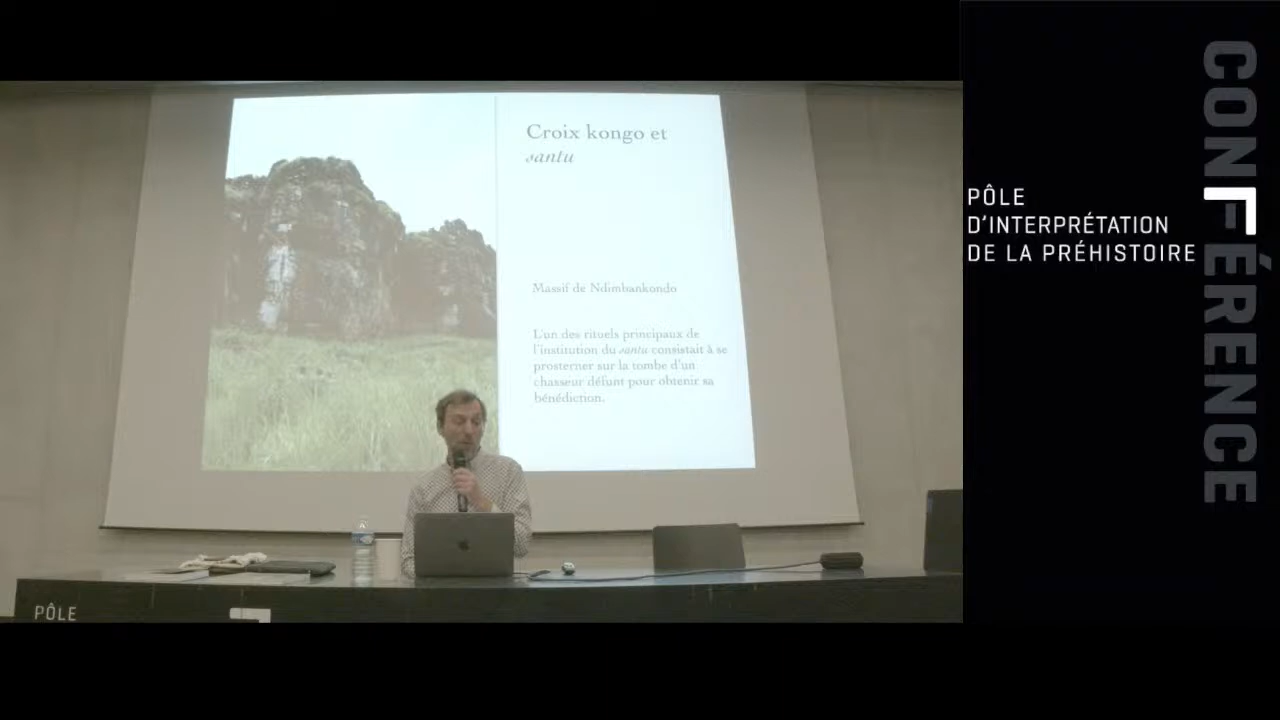 Croix kongo et
santu
Massif de Ndimbankondo
L'un des rituels principaux de
l'institution du santu consistait à se
prosterner sur la tombe d'un
chasseur défunt pour obtenir sa
bénédiction.
PÔLE
PÔLE
D'INTERPRÉTATION
DE LA PRÉHISTOIRE
CONFÉRENCE